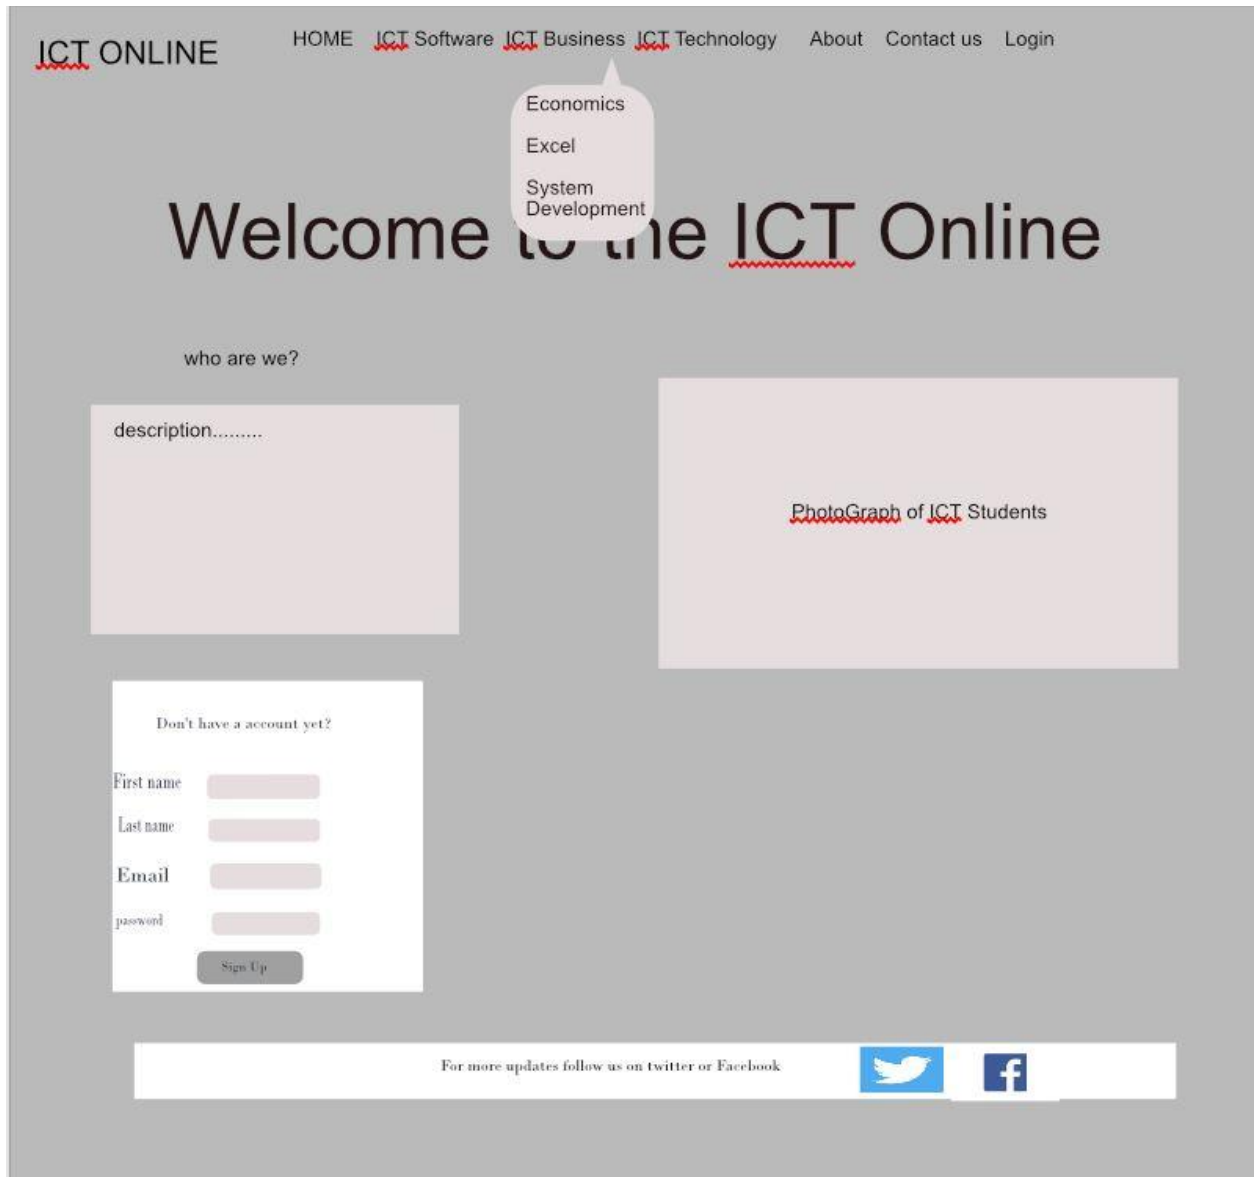 ICT ONLINE
HOME ICT Software ICT Business ICT Technology About Contact us Login
Economics
Excel
System
Development
Welcome to the ICT Online
who are we?
description.........
PhotoGraph of ICT Students
Don't have a account yet?
First name
Last name
Email
password
Sign Up
For more updates follow us on twitter or Facebook